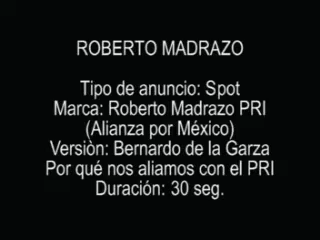 ROBERTO MADRAZO
Tipo de anuncio: Spot
Marca: Roberto Madrazo PRI
(Alianza por México)
Versiòn: Bernardo de la Garza
Por qué nos aliamos con el PRI
Duración: 30 seg.